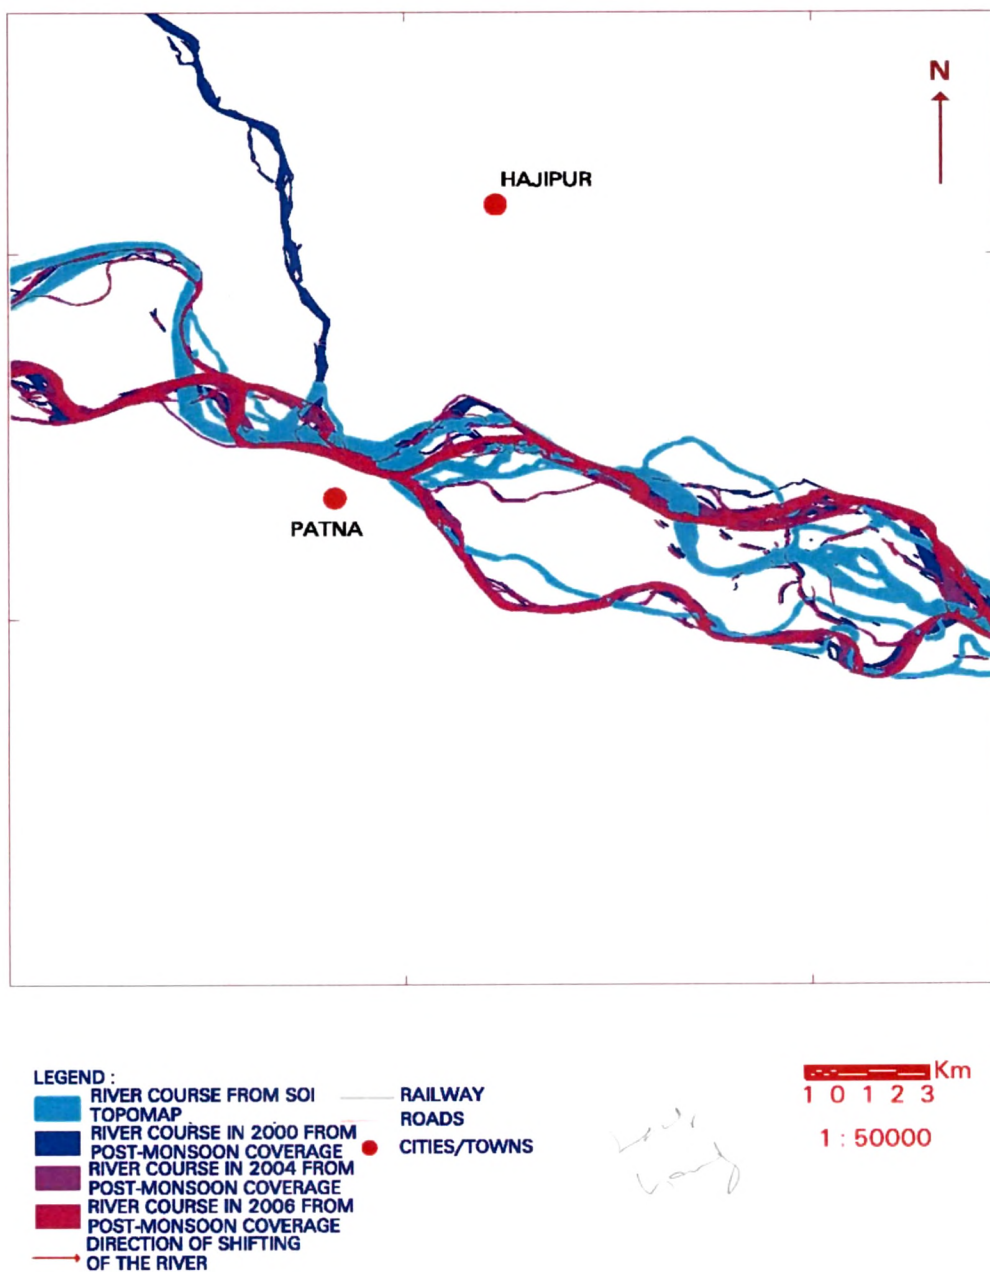 N
HAJIPUR
PATNA
LEGEND :
RIVER COURSE FROM SOI
TOPOMAP
RIVER COURSE IN 2000 FROM
POST-MONSOON COVERAGE
RIVER COURSE IN 2004 FROM
POST-MONSOON COVERAGE
RIVER COURSE IN 2006 FROM
POST-MONSOON COVERAGE
DIRECTION OF SHIFTING
OF THE RIVER
RAILWAY
ROADS
CITIES/TOWNS
Km
1 0 1 2 3
1 : 50000